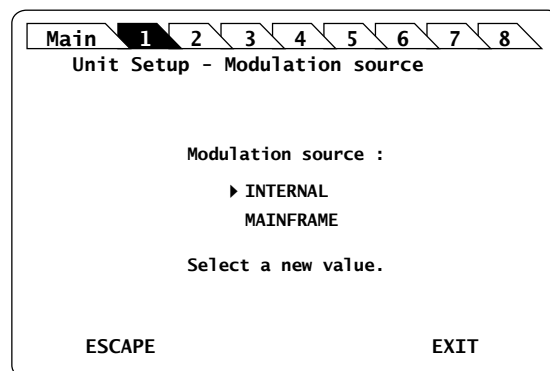 Main 1 2 3 4 5 6 7 8
Unit Setup - Modulation source
Modulation source :
INTERNAL
MAINFRAME
Select a new value.
ESCAPE EXIT